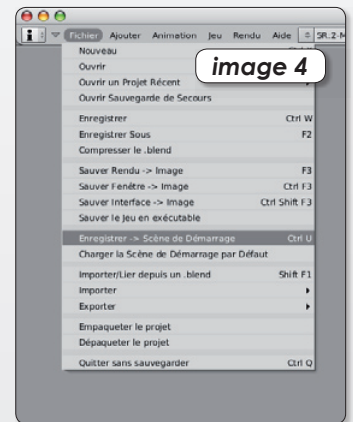 Fichier Ajouter Animation Jeu Rendu Aide SR.2-M
image 4
Nouveau
Ouvrir
Ouvrir un Projet Récent
Ouvrir Sauvegarde de Secours
Enregistrer Ctrl W
Enregistrer Sous F2
Compresser le .blend
Sauver Rendu -> Image F3
Sauver Fenêtre -> Image Ctrl F3
Sauver Interface -> Image Ctrl Shift F3
Sauver le Jeu en exécutable
Enregistrer -> Scène de Démarrage Ctrl U
Charger la Scène de Démarrage par Défaut
Importer/Lier depuis un .blend Shift F1
Importer
Exporter
Empaqueter le projet
Dépaqueter le projet
Quitter sans sauvegarder Ctrl Q